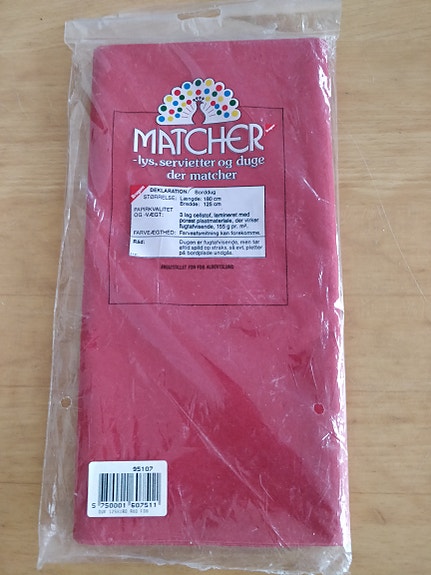 MATCHER
-lys, servietter og duge
der matcher
DEKLARATION: Borddug
STØRRELSE: Længde: 180 cm
Bredde: 125 cm
PAPIRKVALITET OG -VÆGT: 3 lag cellstof, lamineret med
porøst plastmateriale, der virker
fugtafvisende, 155 g pr. m².
FARVEÆGTHED: Farveafsmitning kan forekomme.
Råd: Dugen er fugtafvisende, men tør
altid spild op straks, så evt. pletter
på bordplade undgås.
95107
5 750001 607511